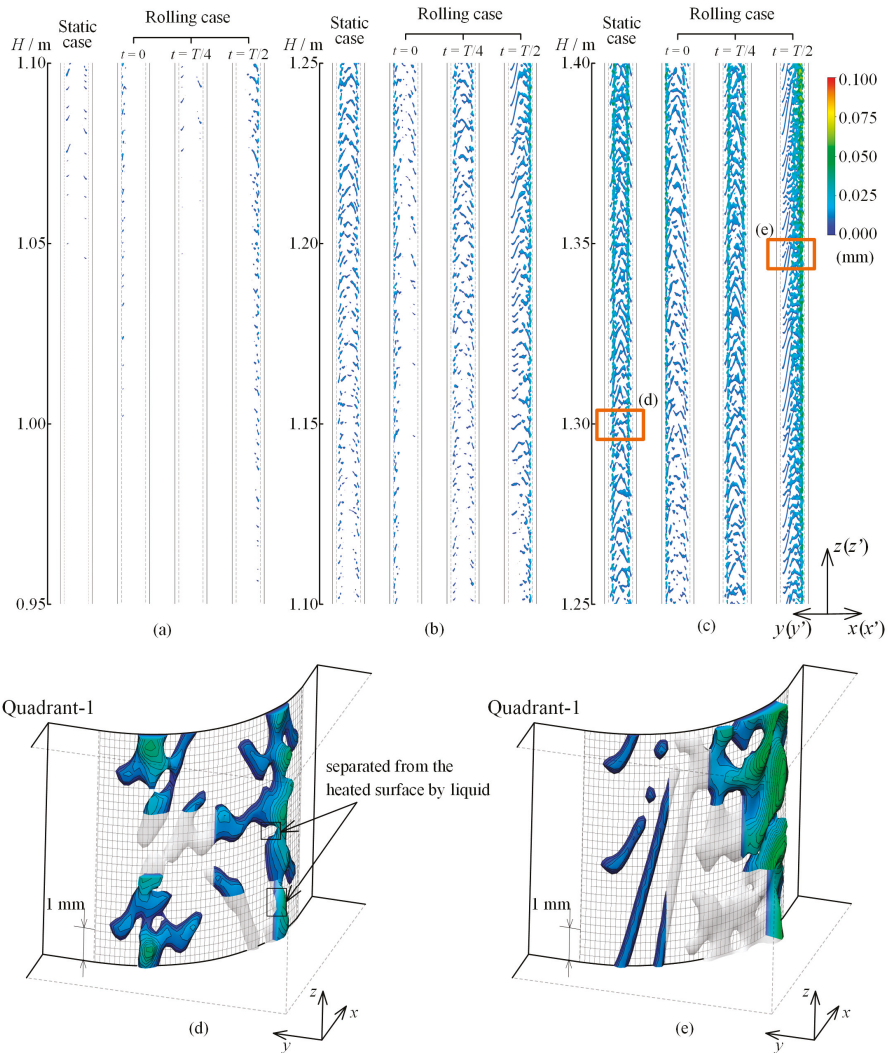 Static case
Rolling case
H / m
t = 0
t = T/4
t = T/2
1.10
1.05
1.00
0.95
(a)
Static case
Rolling case
H / m
t = 0
t = T/4
t = T/2
1.25
1.20
1.15
1.10
(b)
Static case
Rolling case
H / m
t = 0
t = T/4
t = T/2
1.40
1.35
1.30
1.25
(d)
(e)
(c)
0.100
0.075
0.050
0.025
0.000
(mm)
z(z’)
y(y’)
x(x’)
Quadrant-1
separated from the
heated surface by liquid
1 mm
z
x
y
(d)
Quadrant-1
1 mm
z
x
y
(e)